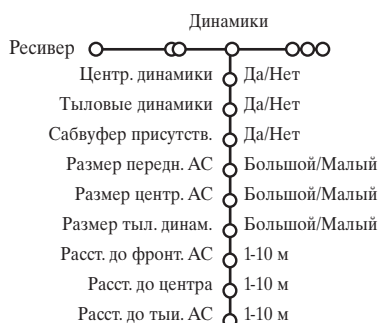 Динамики
Ресивер
Центр. динамики Да/Нет
Тыловые динамики Да/Нет
Сабвуфер присутств. Да/Нет
Размер передн. АС Большой/Малый
Размер центр. АС Большой/Малый
Размер тыл. динам. Большой/Малый
Расст. до фронт. АС 1-10 м
Расст. до центра 1-10 м
Расст. до тыи. АС 1-10 м